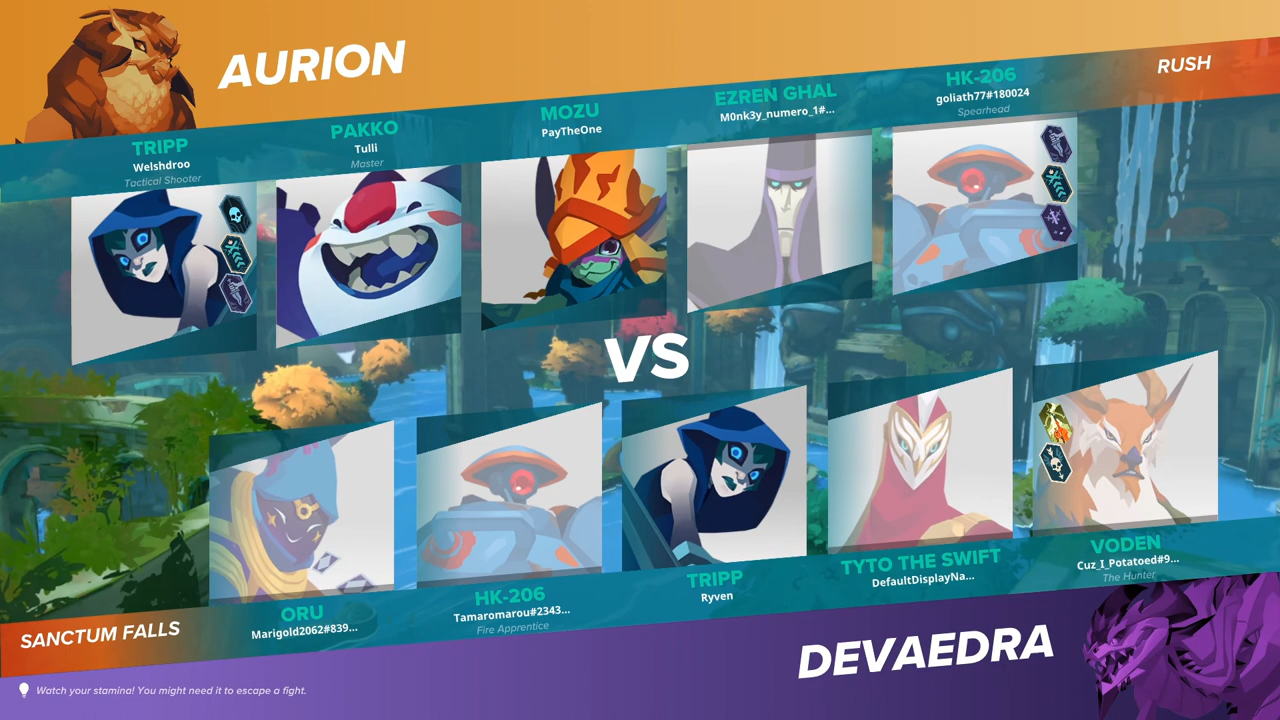 AURION
RUSH
TRIPP
Welshdroo
Tactical Shooter
PAKKO
Tulli
Master
MOZU
PayTheOne
EZREN GHAL
M0nk3y_numero_1#...
HK-206
goliath77#180024
Spearhead
VS
ORU
Marigold2062#839...
HK-206
Tamaromarou#2343...
Fire Apprentice
TRIPP
Ryven
TYTO THE SWIFT
DefaultDisplayNa...
VODEN
Cuz_I_Potatoed#9...
The Hunter
SANCTUM FALLS
DEVAEDRA
Watch your stamina! You might need it to escape a fight.